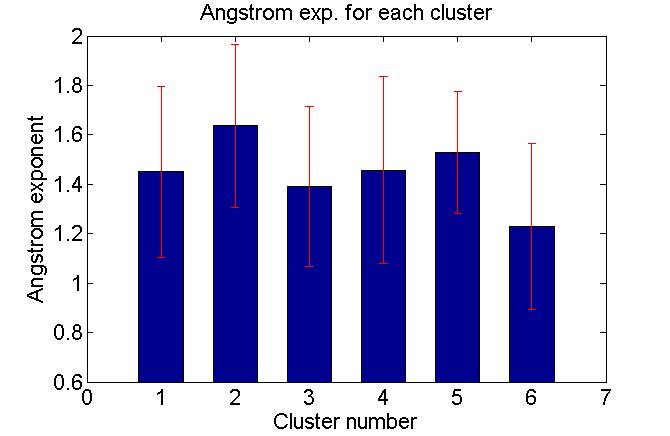 Angstrom exp. for each cluster
Angstrom exponent
2
1.8
1.6
1.4
1.2
1
0.8
0.6
0 1 2 3 4 5 6 7
Cluster number